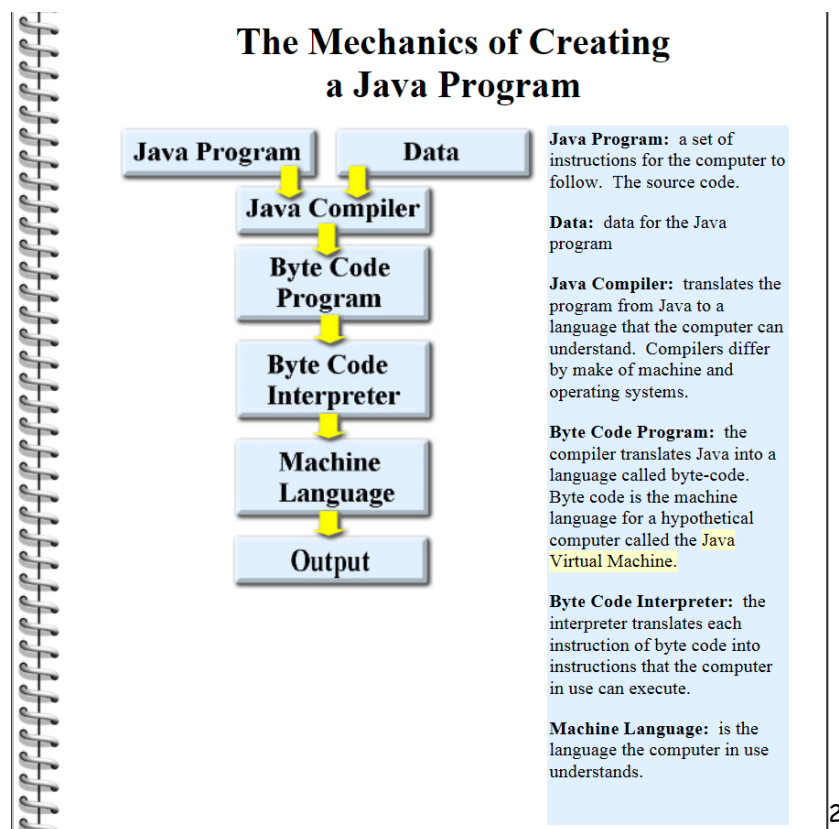 The Mechanics of Creating
a Java Program
Java Program
Data
Java Compiler
Byte Code
Program
Byte Code
Interpreter
Machine
Language
Output
Java Program: a set of
instructions for the computer to
follow. The source code.
Data: data for the Java
program
Java Compiler: translates the
program from Java to a
language that the computer can
understand. Compilers differ
by make of machine and
operating systems.
Byte Code Program: the
compiler translates Java into a
language called byte-code.
Byte code is the machine
language for a hypothetical
computer called the Java
Virtual Machine.
Byte Code Interpreter: the
interpreter translates each
instruction of byte code into
instructions that the computer
in use can execute.
Machine Language: is the
language the computer in use
understands.
2